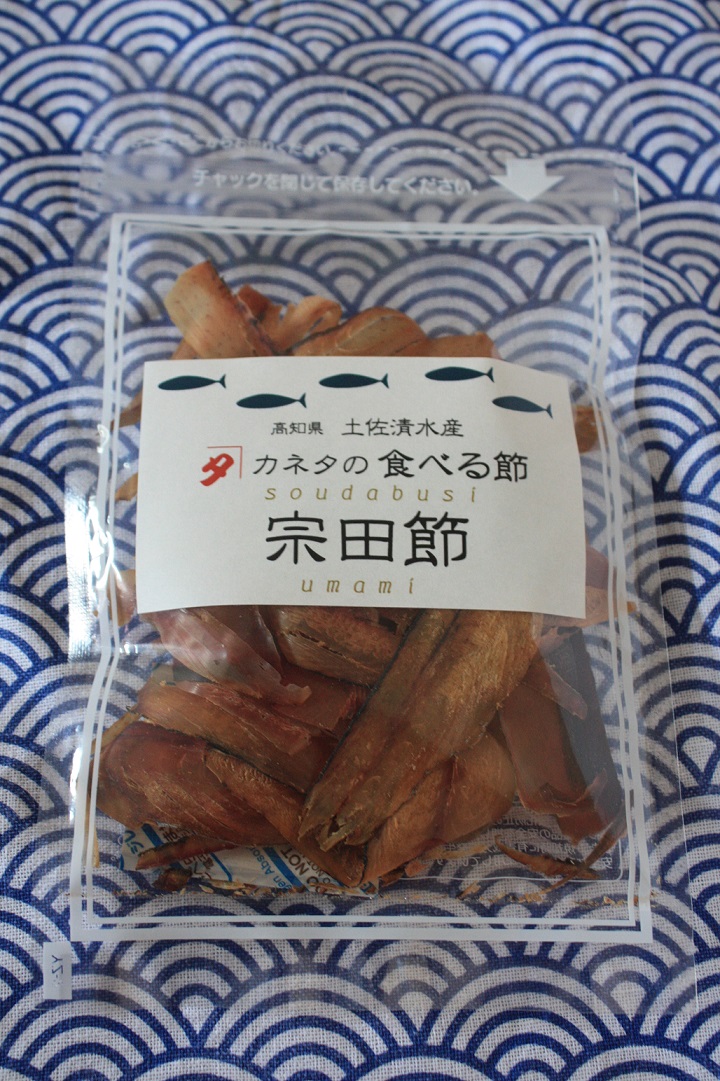 チャックを閉じて保存してください。
高知県 土佐清水産
タ カネタの食べる節
soudabusi
宗田節
umami
DO NOT